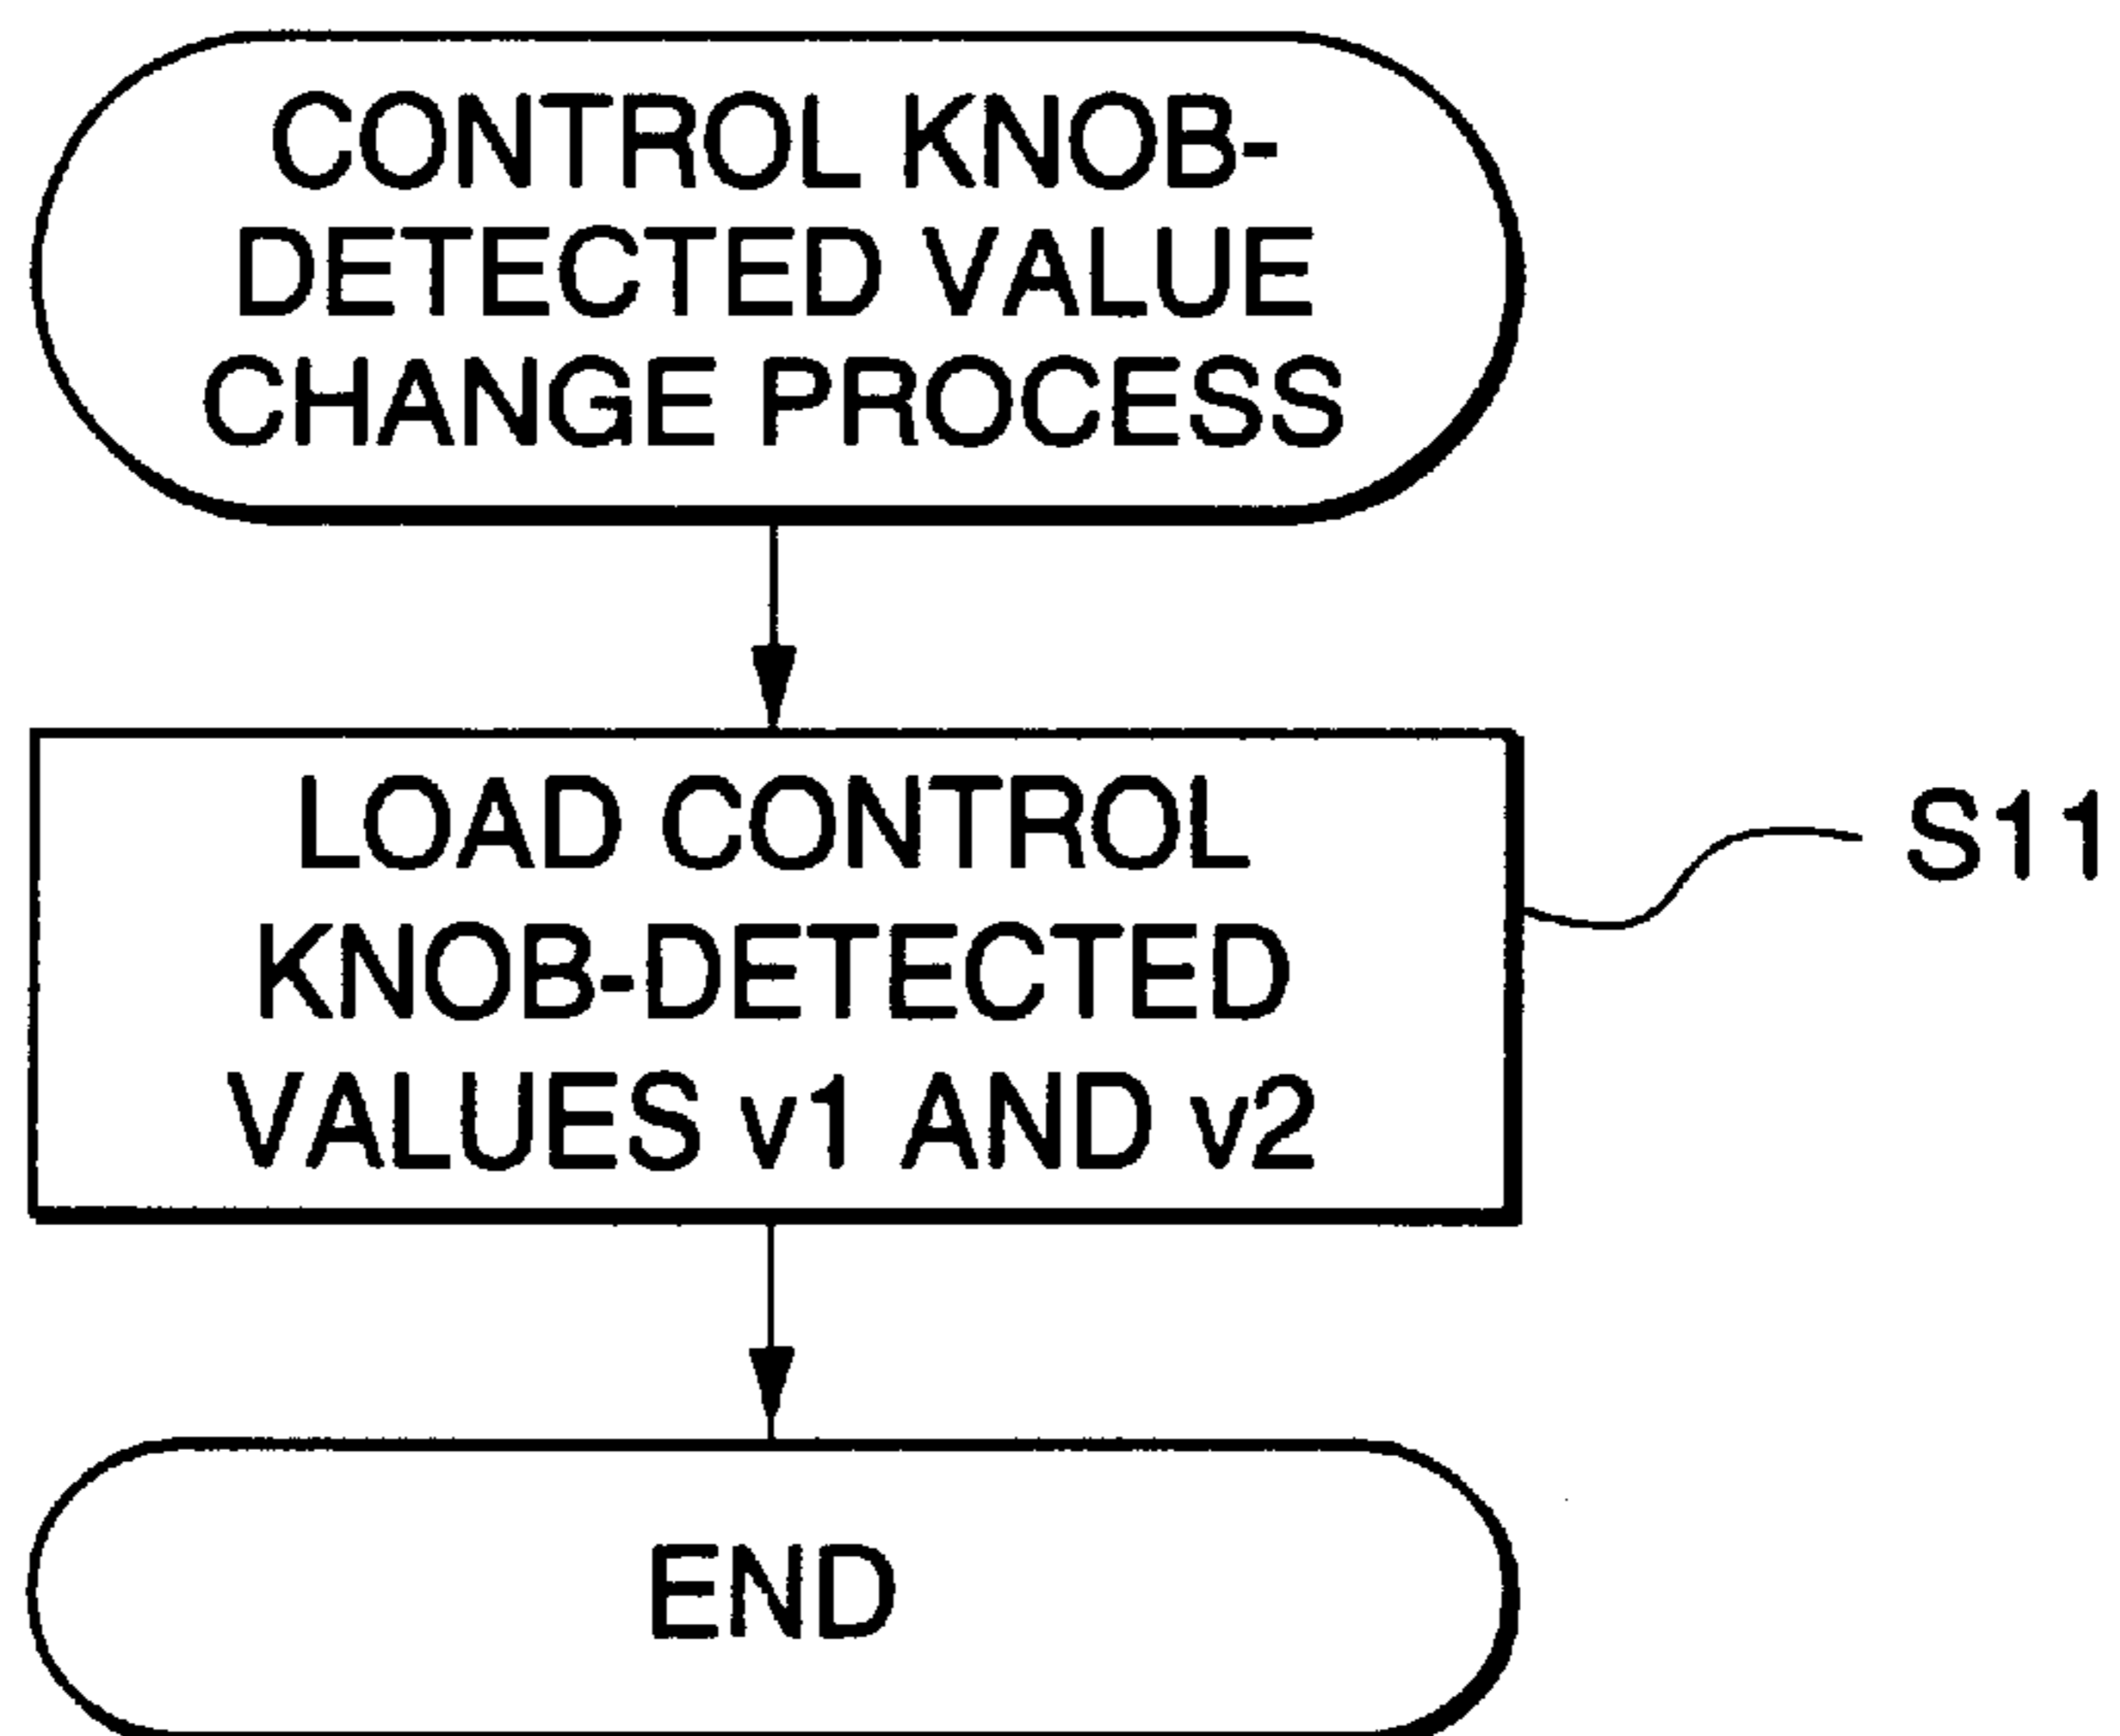 CONTROL KNOB-
DETECTED VALUE
CHANGE PROCESS
LOAD CONTROL
KNOB-DETECTED
VALUES v1 AND v2
S11
END